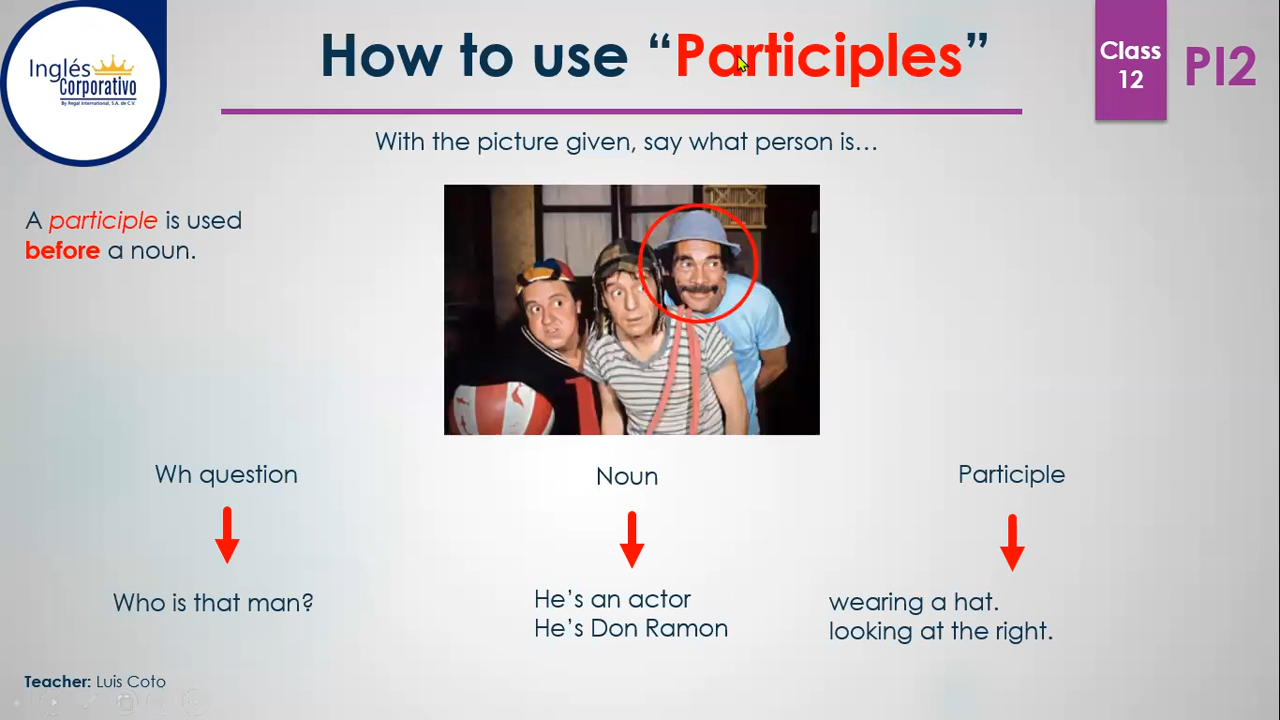 Inglés
Corporativo
By Regal International, S.A. de C.V.
How to use “Participles”
Class
12
PI2
With the picture given, say what person is…
A participle is used
before a noun.
Wh question
Noun
Participle
Who is that man?
He’s an actor
He’s Don Ramon
wearing a hat.
looking at the right.
Teacher: Luis Coto